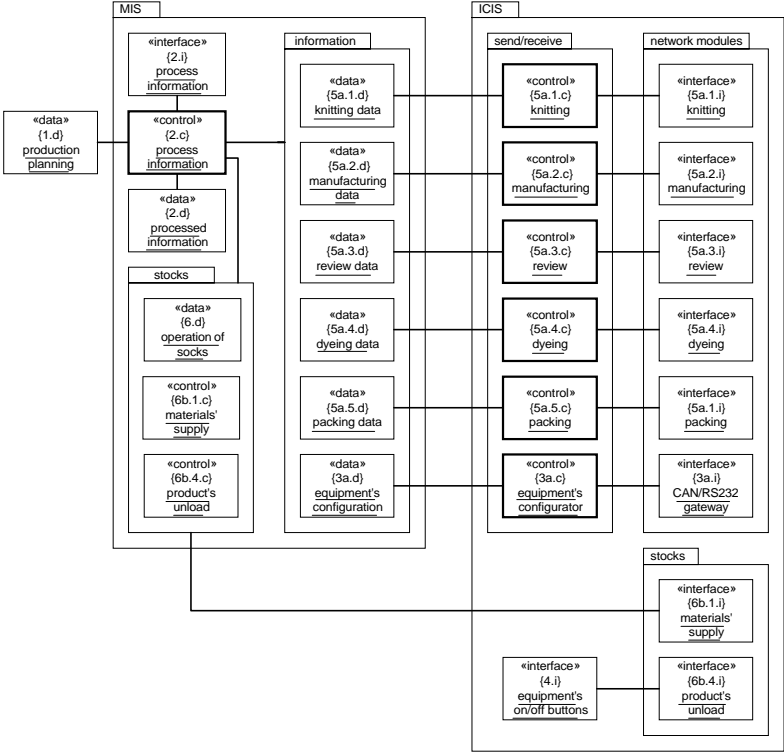 MIS
«interface»
{2.i}
process
information
«data»
{1.d}
production
planning
«control»
{2.c}
process
information
«data»
{2.d}
processed
information
stocks
«data»
{6.d}
operation of
socks
«control»
{6b.1.c}
materials'
supply
«control»
{6b.4.c}
product's
unload
information
«data»
{5a.1.d}
knitting data
«data»
{5a.2.d}
manufacturing
data
«data»
{5a.3.d}
review data
«data»
{5a.4.d}
dyeing data
«data»
{5a.5.d}
packing data
«data»
{3a.d}
equipment's
configuration
ICIS
send/receive
«control»
{5a.1.c}
knitting
«control»
{5a.2.c}
manufacturing
«control»
{5a.3.c}
review
«control»
{5a.4.c}
dyeing
«control»
{5a.5.c}
packing
«control»
{3a.c}
equipment's
configurator
network modules
«interface»
{5a.1.i}
knitting
«interface»
{5a.2.i}
manufacturing
«interface»
{5a.3.i}
review
«interface»
{5a.4.i}
dyeing
«interface»
{5a.1.i}
packing
«interface»
{3a.i}
CAN/RS232
gateway
stocks
«interface»
{6b.1.i}
materials'
supply
«interface»
{4.i}
equipment's
on/off buttons
«interface»
{6b.4.i}
product's
unload